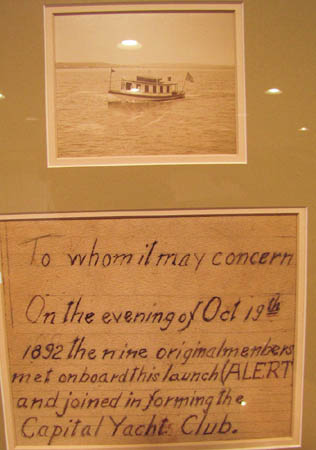 To whom it may concern
On the evening of Oct 19th
1892 the nine original menbers
met onboard this launch (ALERT
and joined in forming the
Capital Yacht Club.